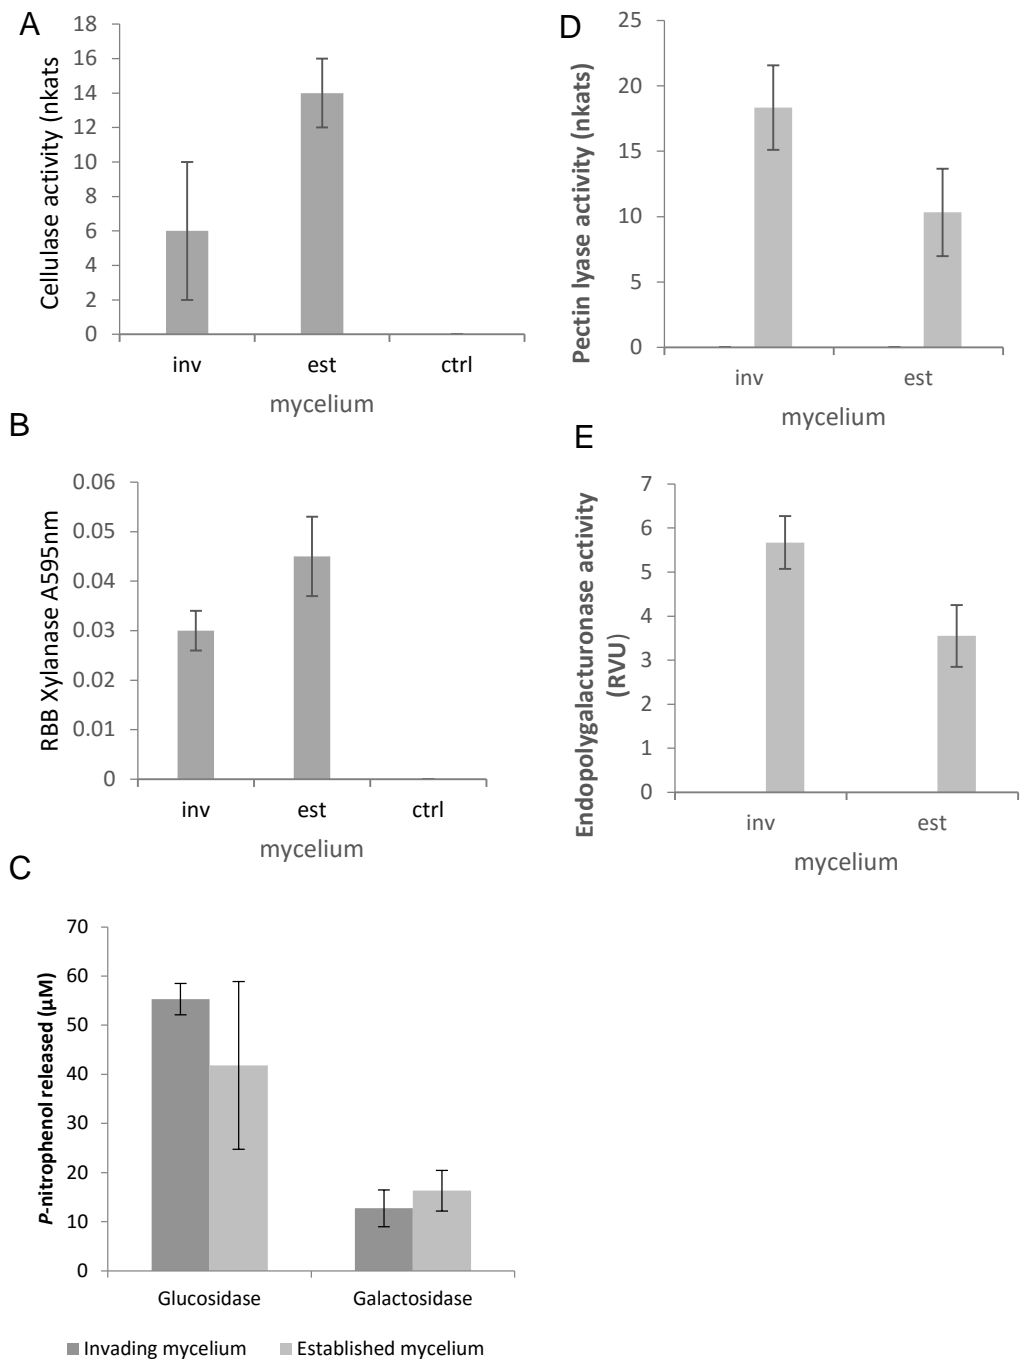 A
Cellulase activity (nkats
18
16
14
12
10
8
6
4
2
0
inv est ctrl
mycelium
B
RBB Xylanase A595nm
0.06
0.05
0.04
0.03
0.02
0.01
0
inv est ctrl
mycelium
C
P-nitrophenol released (µM)
70
60
50
40
30
20
10
0
Glucosidase Galactosidase
Invading mycelium Established mycelium
D
Pectin lyase activity (nkats)
25
20
15
10
5
0
inv est
mycelium
E
Endopolygalacturonase activity
(RVU)
7
6
5
4
3
2
1
0
inv est
mycelium